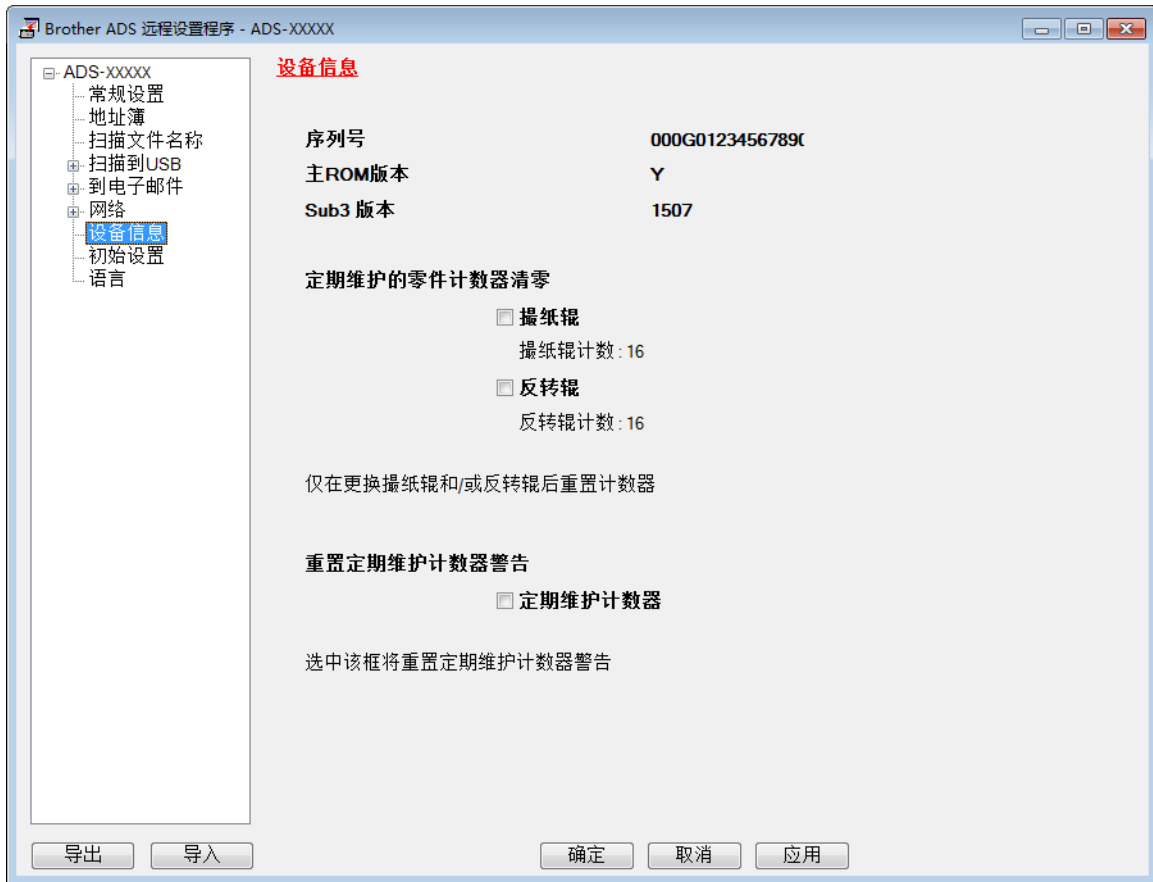 Brother ADS 远程设置程序 - ADS-XXXXX
ADS-XXXXX
常规设置
地址簿
扫描文件名称
扫描到USB
到电子邮件
网络
设备信息
初始设置
语言
设备信息
序列号 000G01234567890
主ROM版本 Y
Sub3 版本 1507
定期维护的零件计数器清零
撮纸辊
撮纸辊计数 : 16
反转辊
反转辊计数 : 16
仅在更换撮纸辊和/或反转辊后重置计数器
重置定期维护计数器警告
定期维护计数器
选中该框将重置定期维护计数器警告
导出 导入 确定 取消 应用